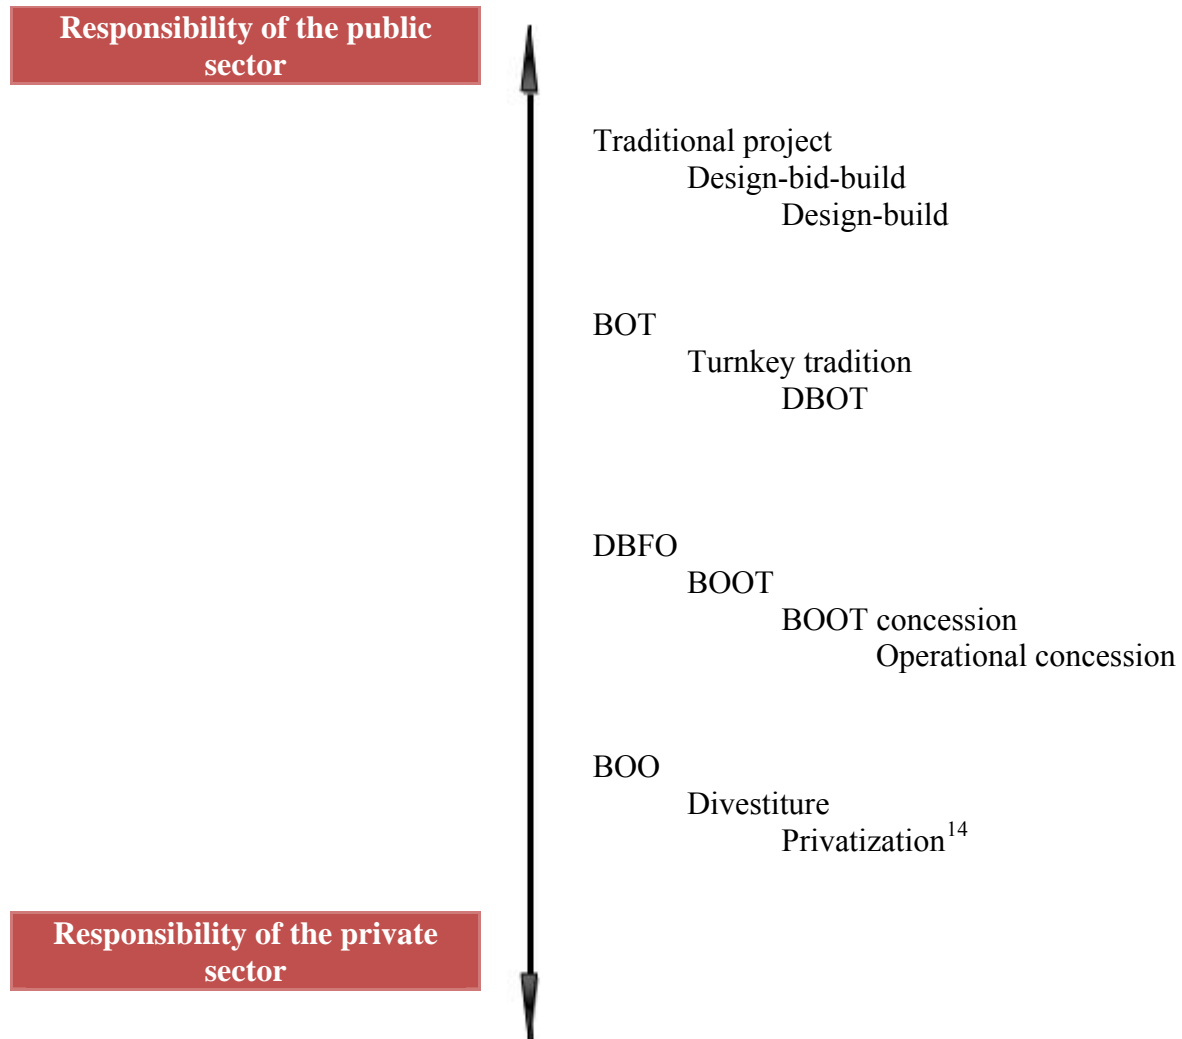 Responsibility of the public
sector
Traditional project
Design-bid-build
Design-build
BOT
Turnkey tradition
DBOT
DBFO
BOOT
BOOT concession
Operational concession
BOO
Divestiture
Privatization¹⁴
Responsibility of the private
sector